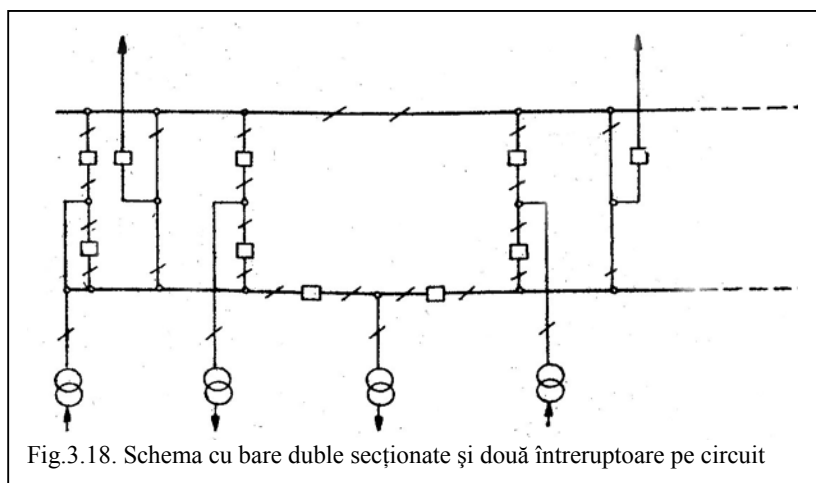 Fig.3.18. Schema cu bare duble secționate şi două întreruptoare pe circuit